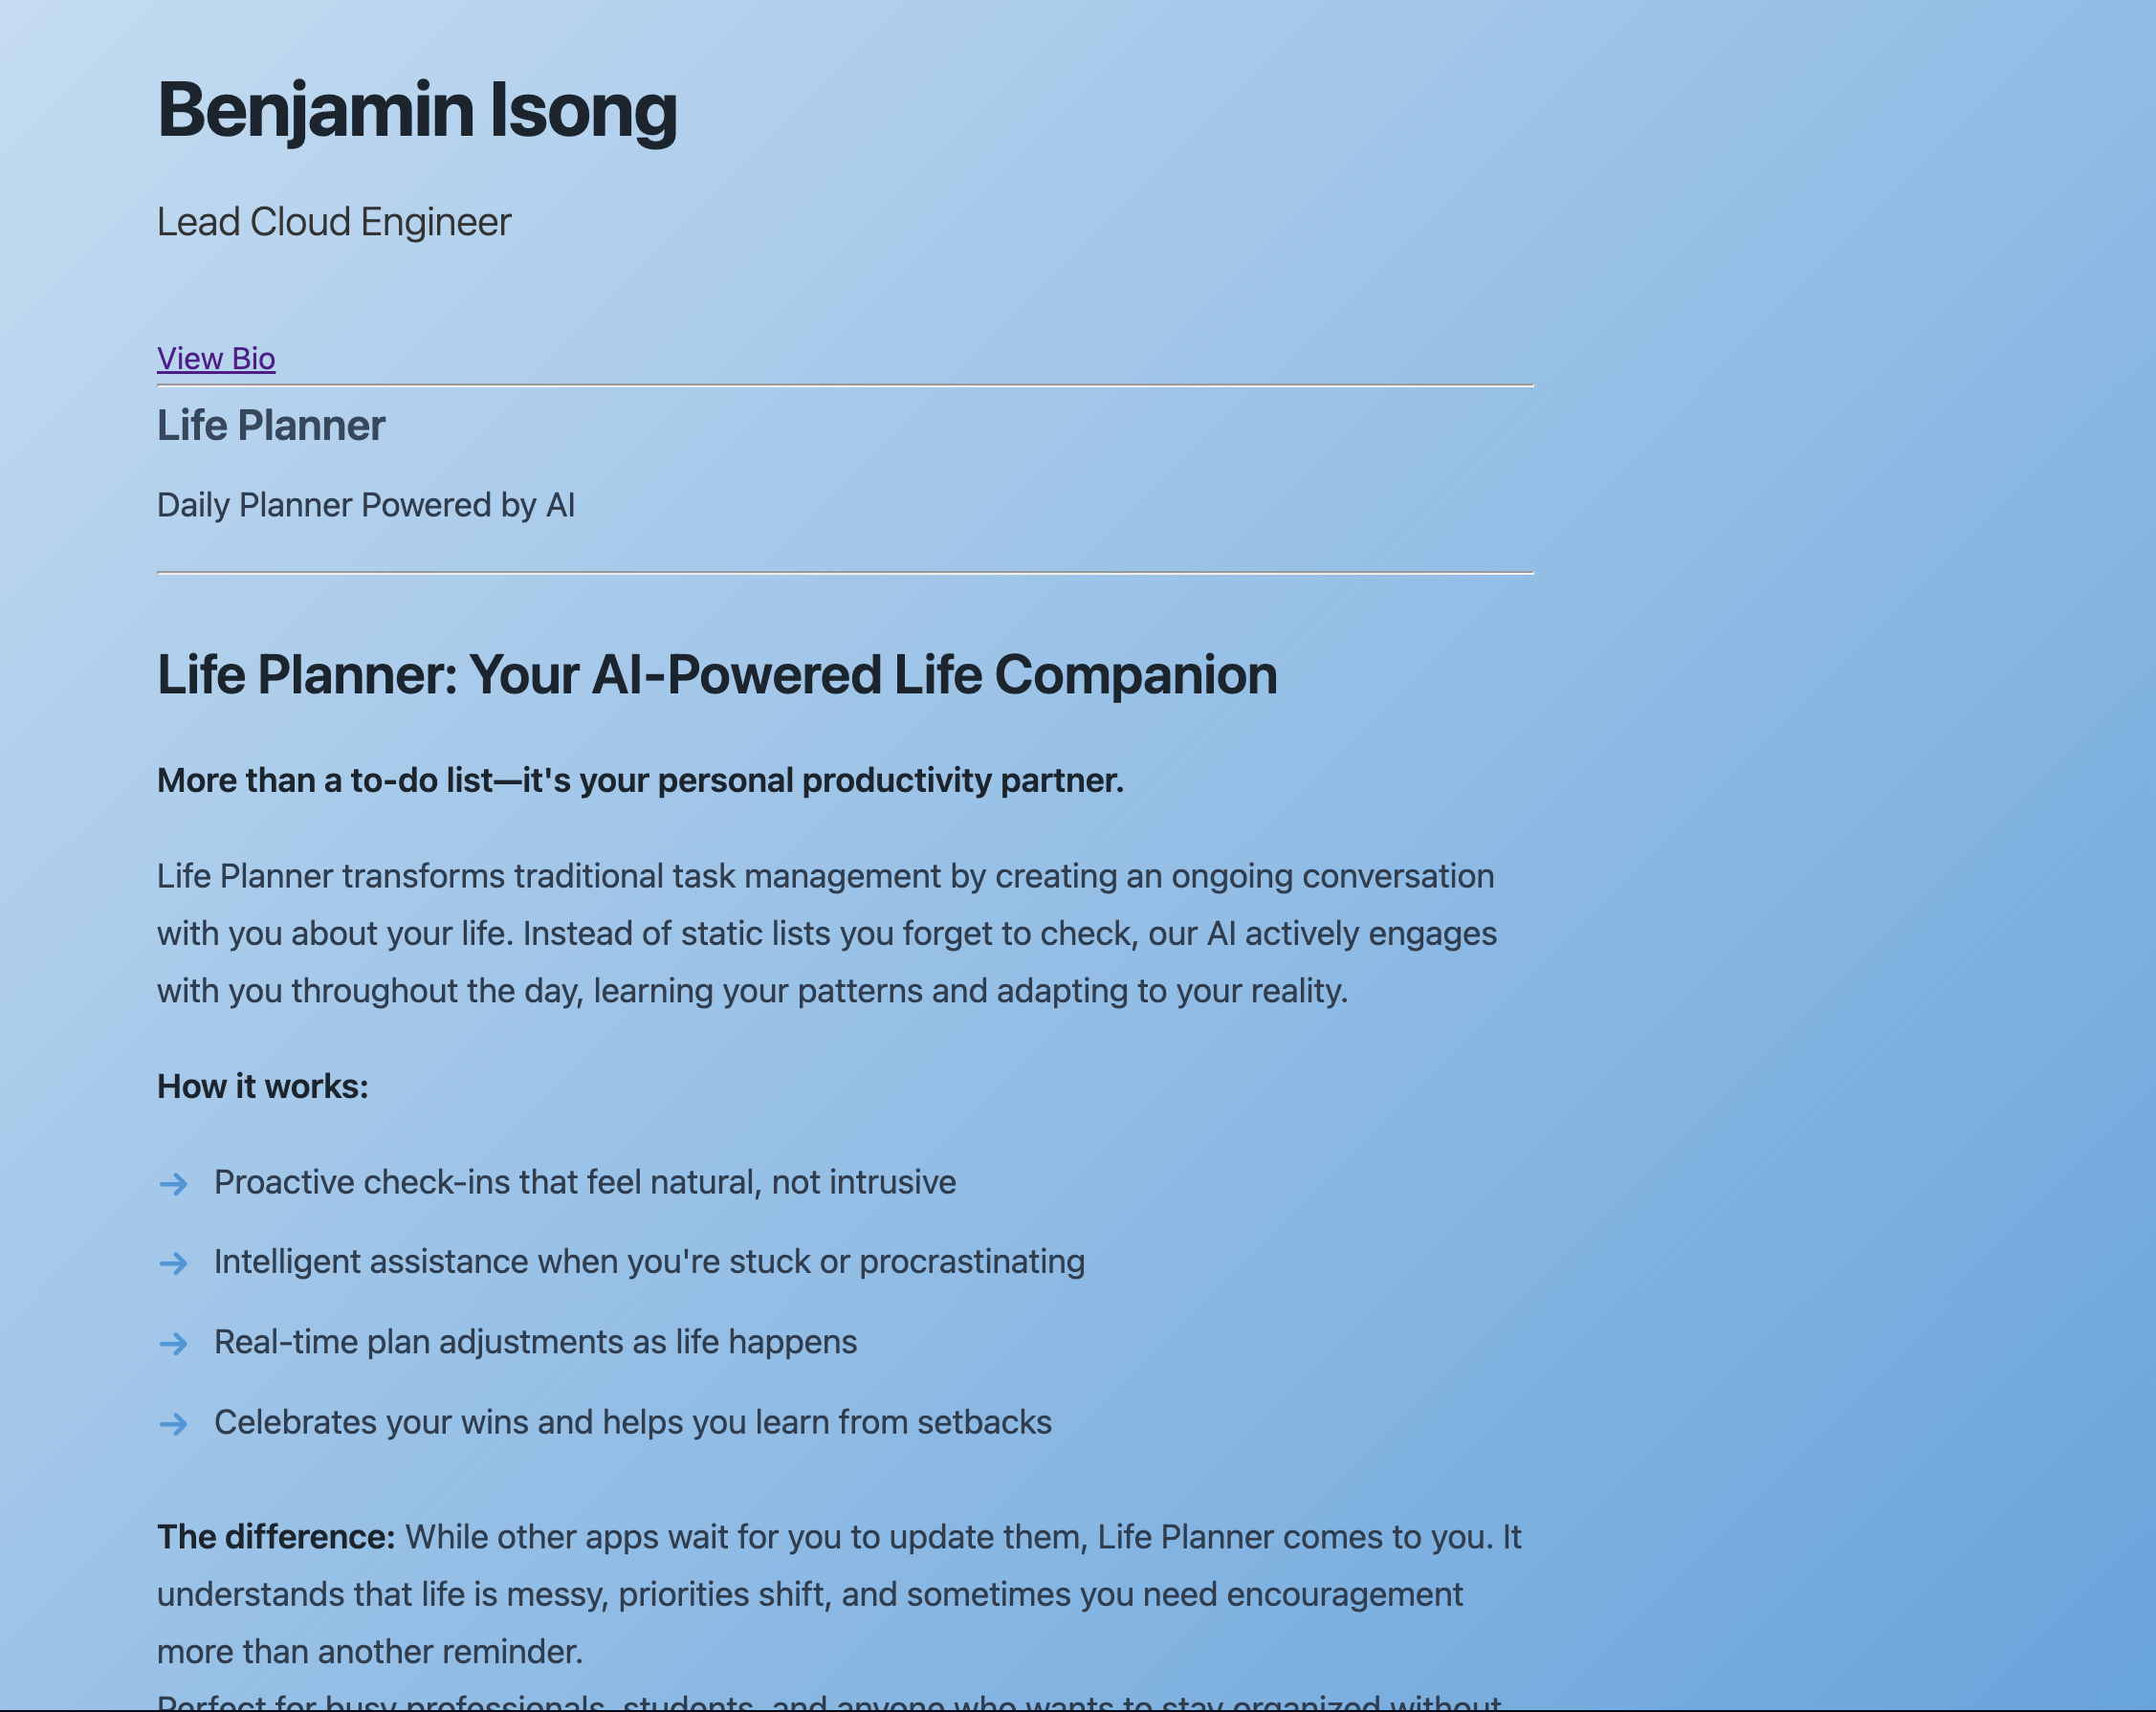 Benjamin Isong
Lead Cloud Engineer
View Bio
Life Planner
Daily Planner Powered by AI
Life Planner: Your AI-Powered Life Companion
More than a to-do list—it's your personal productivity partner.
Life Planner transforms traditional task management by creating an ongoing conversation
with you about your life. Instead of static lists you forget to check, our AI actively engages
with you throughout the day, learning your patterns and adapting to your reality.
How it works:
→ Proactive check-ins that feel natural, not intrusive
→ Intelligent assistance when you're stuck or procrastinating
→ Real-time plan adjustments as life happens
→ Celebrates your wins and helps you learn from setbacks
The difference: While other apps wait for you to update them, Life Planner comes to you. It
understands that life is messy, priorities shift, and sometimes you need encouragement
more than another reminder.
Perfect for busy professionals, students, and anyone who wants to stay organized without